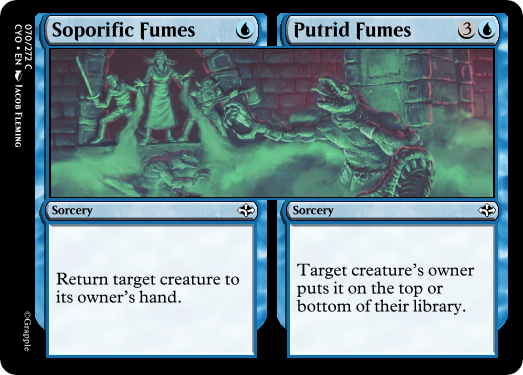 Soporific Fumes
Putrid Fumes 3
Sorcery
Return target creature to
its owner's hand.
Sorcery
Target creature's owner
puts it on the top or
bottom of their library.
070/272 C
CYO • EN JACOB FLEMING
©Grapple